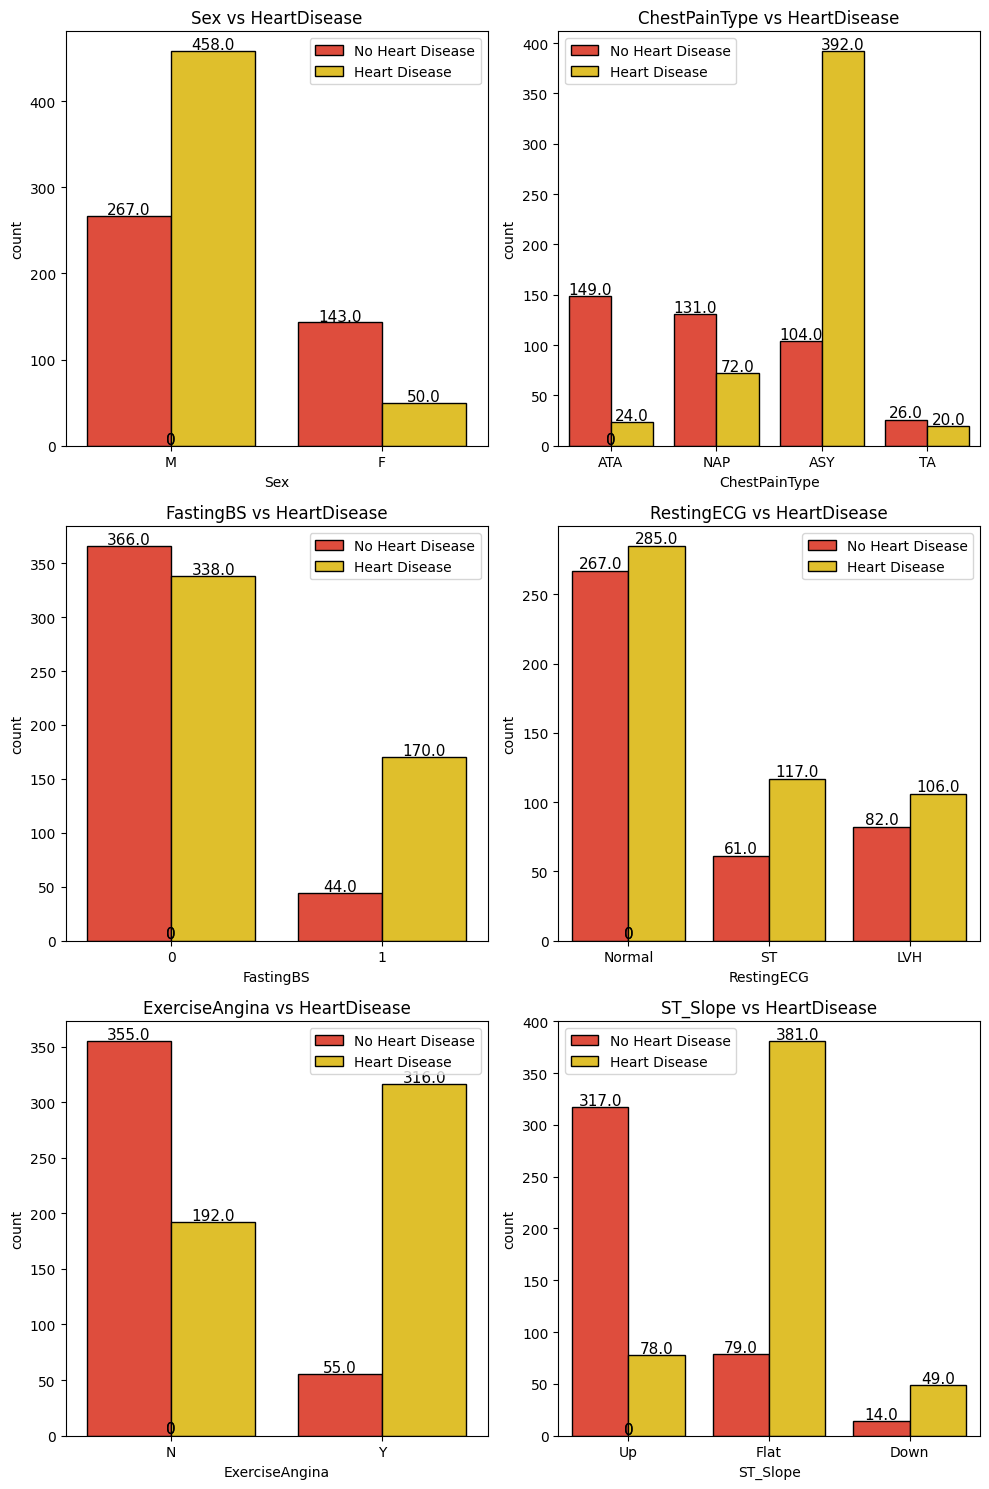 Sex vs HeartDisease
458.0
No Heart Disease
Heart Disease
400
300
267.0
count
200
143.0
100
50.0
0
0
M
F
Sex
ChestPainType vs HeartDisease
400
392.0
No Heart Disease
Heart Disease
350
300
250
count
200
150
149.0
131.0
104.0
100
72.0
50
24.0
26.0
20.0
0
0
ATA
NAP
ASY
TA
ChestPainType
FastingBS vs HeartDisease
366.0
No Heart Disease
Heart Disease
350
338.0
300
250
count
200
170.0
150
100
50
44.0
0
0
0
1
FastingBS
RestingECG vs HeartDisease
285.0
No Heart Disease
Heart Disease
267.0
250
200
count
150
117.0
106.0
100
82.0
61.0
50
0
0
Normal
ST
LVH
RestingECG
ExerciseAngina vs HeartDisease
355.0
No Heart Disease
Heart Disease
350
316.0
300
250
count
200
192.0
150
100
55.0
50
0
0
N
Y
ExerciseAngina
ST_Slope vs HeartDisease
400
381.0
No Heart Disease
Heart Disease
350
317.0
300
250
count
200
150
100
78.0
79.0
50
49.0
14.0
0
0
Up
Flat
Down
ST_Slope